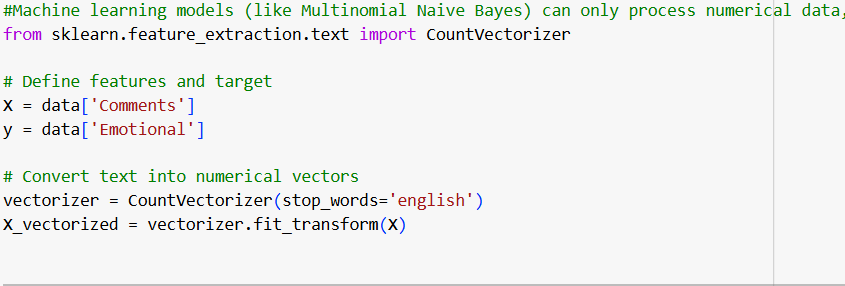 #Machine learning models (like Multinomial Naive Bayes) can only process numerical data,
from sklearn.feature_extraction.text import CountVectorizer
# Define features and target
X = data['Comments']
y = data['Emotional']
# Convert text into numerical vectors
vectorizer = CountVectorizer(stop_words='english')
X_vectorized = vectorizer.fit_transform(X)